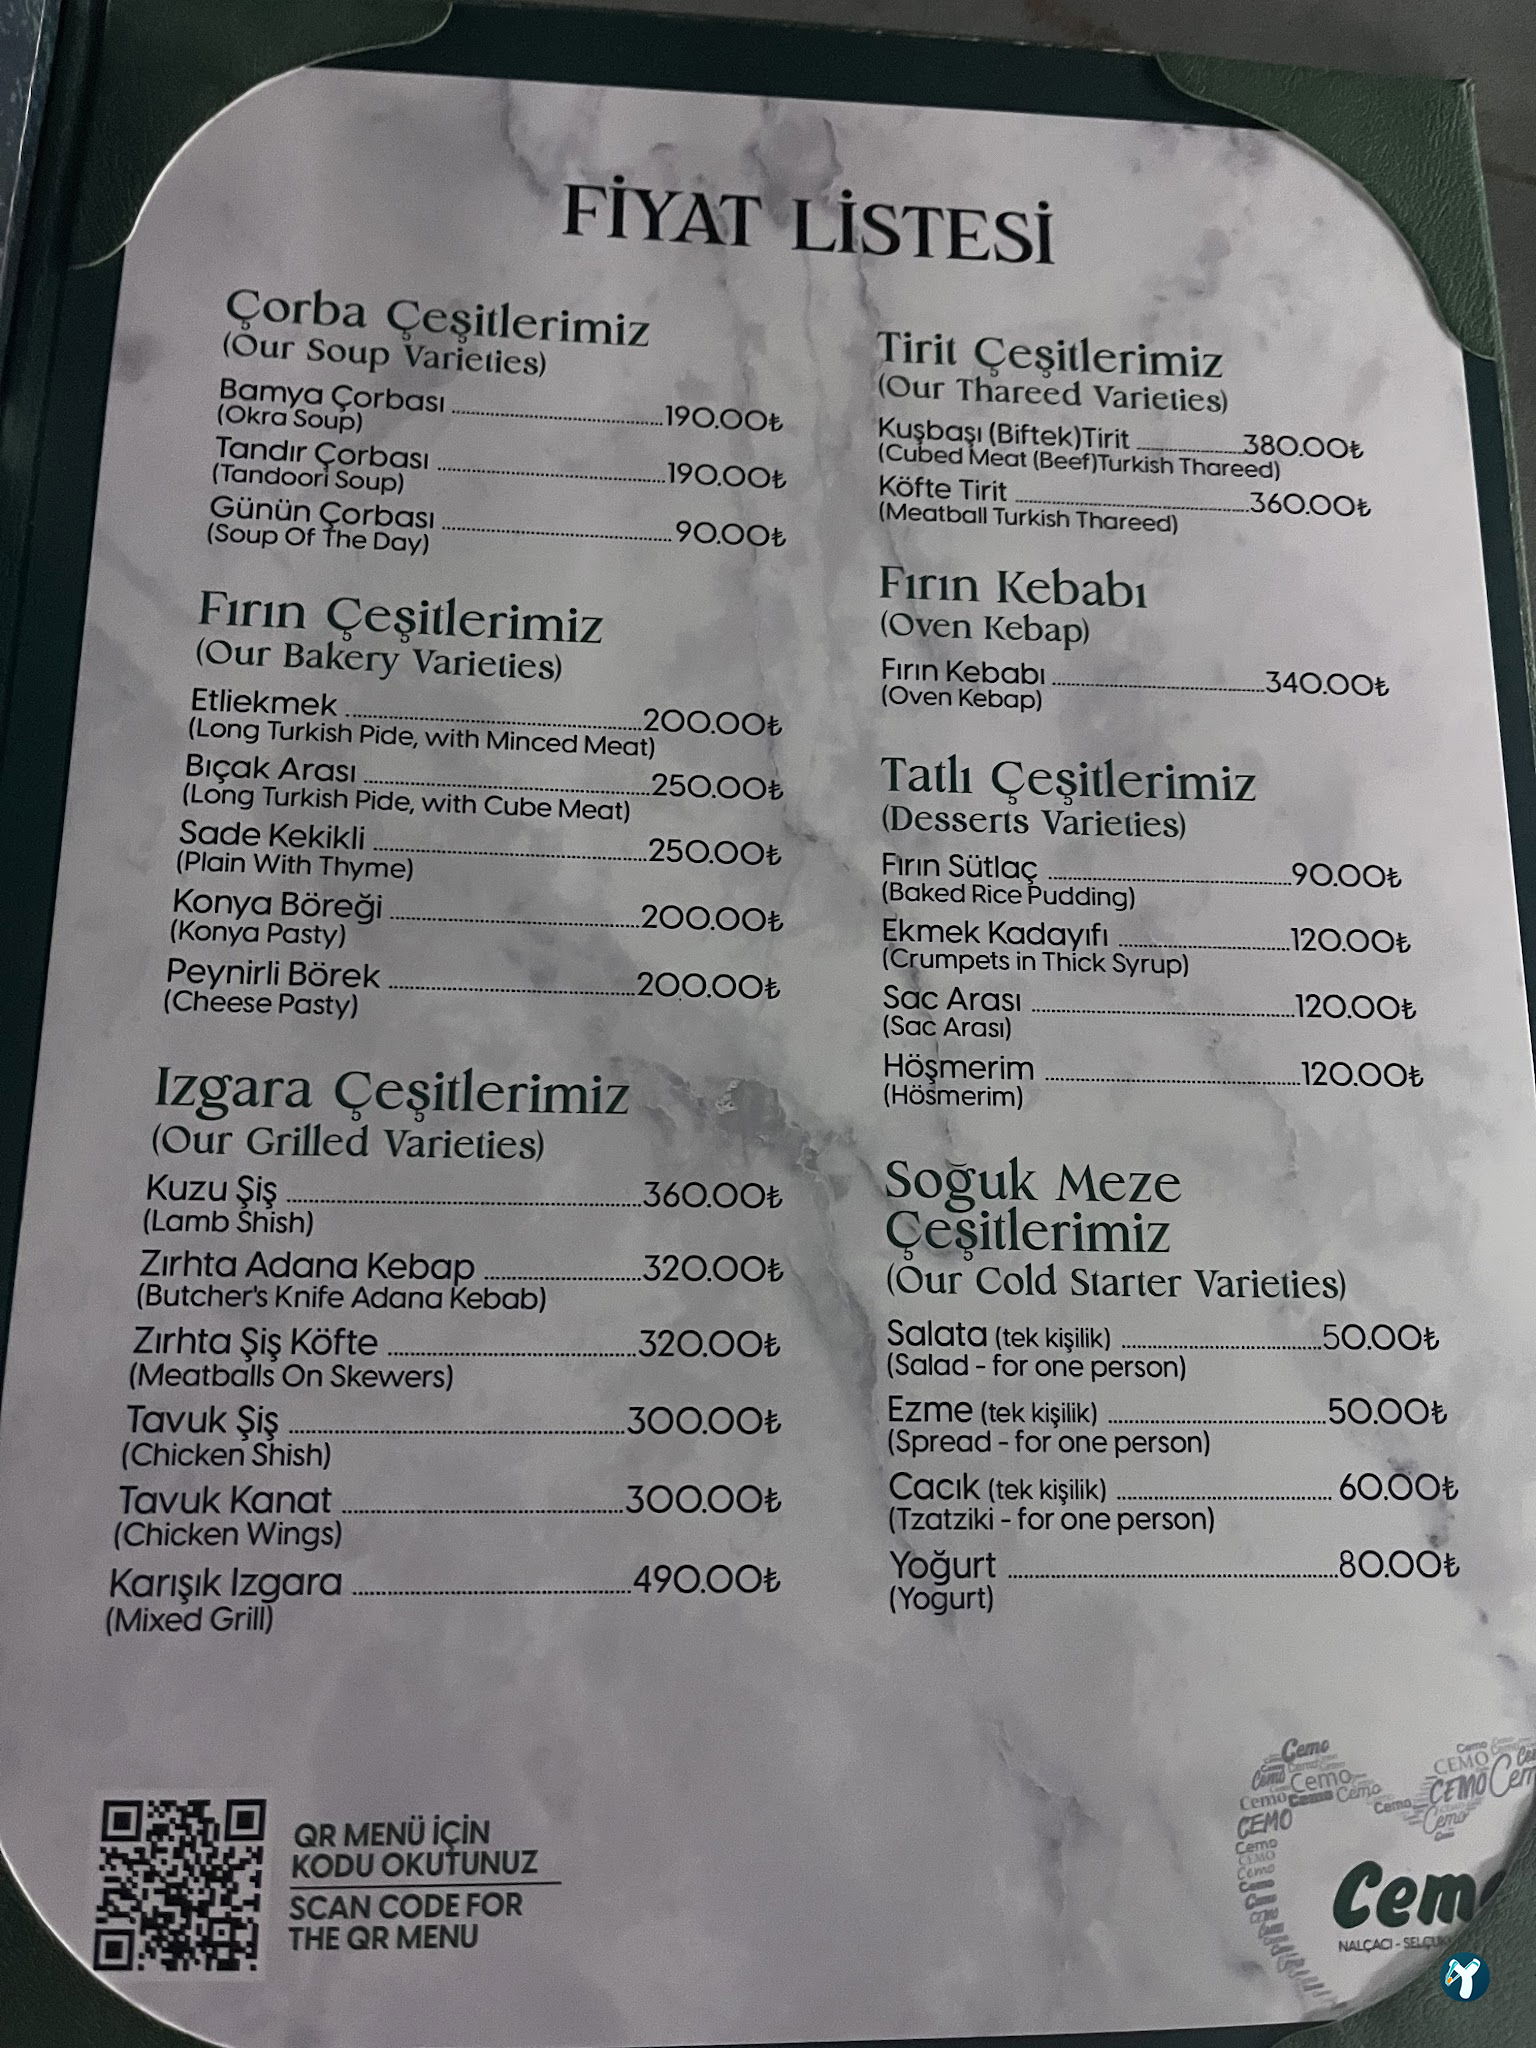 FİYAT LİSTESİ
Çorba Çeşitlerimiz
(Our Soup Varieties)
Bamya Çorbası 190.00₺
(Okra Soup)
Tandır Çorbası 190.00₺
(Tandoori Soup)
Günün Çorbası 90.00₺
(Soup Of The Day)
Fırın Çeşitlerimiz
(Our Bakery Varieties)
Etliekmek 200.00₺
(Long Turkish Pide, with Minced Meat)
Bıçak Arası 250.00₺
(Long Turkish Pide, with Cube Meat)
Sade Kekikli 250.00₺
(Plain With Thyme)
Konya Böreği 200.00₺
(Konya Pasty)
Peynirli Börek 200.00₺
(Cheese Pasty)
Izgara Çeşitlerimiz
(Our Grilled Varieties)
Kuzu Şiş 360.00₺
(Lamb Shish)
Zırhta Adana Kebap 320.00₺
(Butcher's Knife Adana Kebab)
Zırhta Şiş Köfte 320.00₺
(Meatballs On Skewers)
Tavuk Şiş 300.00₺
(Chicken Shish)
Tavuk Kanat 300.00₺
(Chicken Wings)
Karışık Izgara 490.00₺
(Mixed Grill)
Tirit Çeşitlerimiz
(Our Thareed Varieties)
Kuşbaşı (Biftek)Tirit 380.00₺
(Cubed Meat (Beef)Turkish Thareed)
Köfte Tirit 360.00₺
(Meatball Turkish Thareed)
Fırın Kebabı
(Oven Kebap)
Fırın Kebabı 340.00₺
(Oven Kebap)
Tatlı Çeşitlerimiz
(Desserts Varieties)
Fırın Sütlaç 90.00₺
(Baked Rice Pudding)
Ekmek Kadayıfı 120.00₺
(Crumpets in Thick Syrup)
Sac Arası 120.00₺
(Sac Arası)
Höşmerim 120.00₺
(Hösmerim)
Soğuk Meze
Çeşitlerimiz
(Our Cold Starter Varieties)
Salata (tek kişilik) 50.00₺
(Salad - for one person)
Ezme (tek kişilik) 50.00₺
(Spread - for one person)
Cacık (tek kişilik) 60.00₺
(Tzatziki - for one person)
Yoğurt 80.00₺
(Yogurt)
QR MENÜ İÇİN
KODU OKUTUNUZ
SCAN CODE FOR
THE QR MENU
Cemo
NALÇACI -